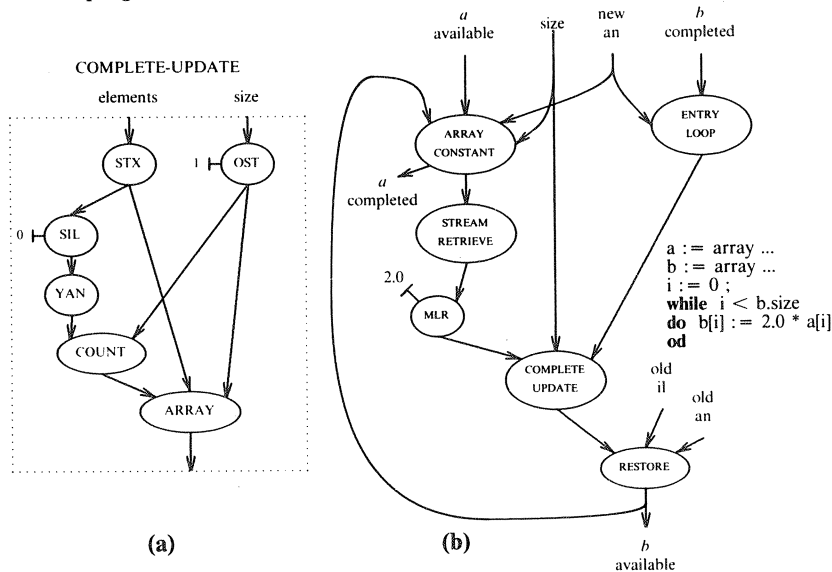 COMPLETE-UPDATE
elements
size
STX
1
OST
0
SIL
YAN
COUNT
ARRAY
(a)
a
available
size
new
an
b
completed
ARRAY
CONSTANT
ENTRY
LOOP
a
completed
STREAM
RETRIEVE
2.0
MLR
a := array ...
b := array ...
i := 0 ;
while i < b.size
do b[i] := 2.0 * a[i]
od
COMPLETE
UPDATE
old
il
old
an
RESTORE
(b)
b
available